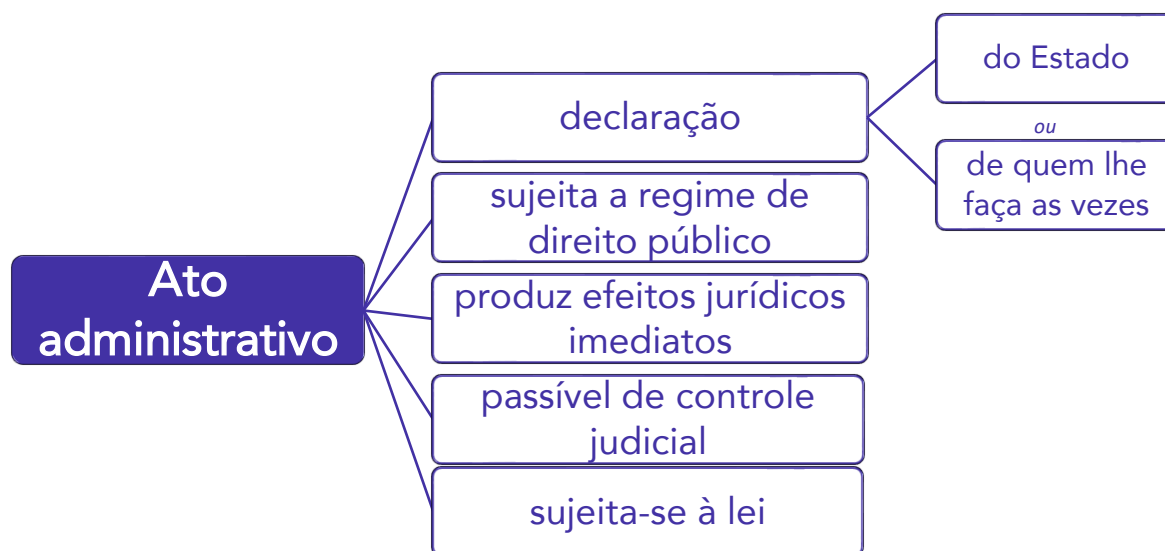 Ato
administrativo
declaração
do Estado
ou
de quem lhe
faça as vezes
sujeita a regime de
direito público
produz efeitos jurídicos
imediatos
passível de controle
judicial
sujeita-se à lei